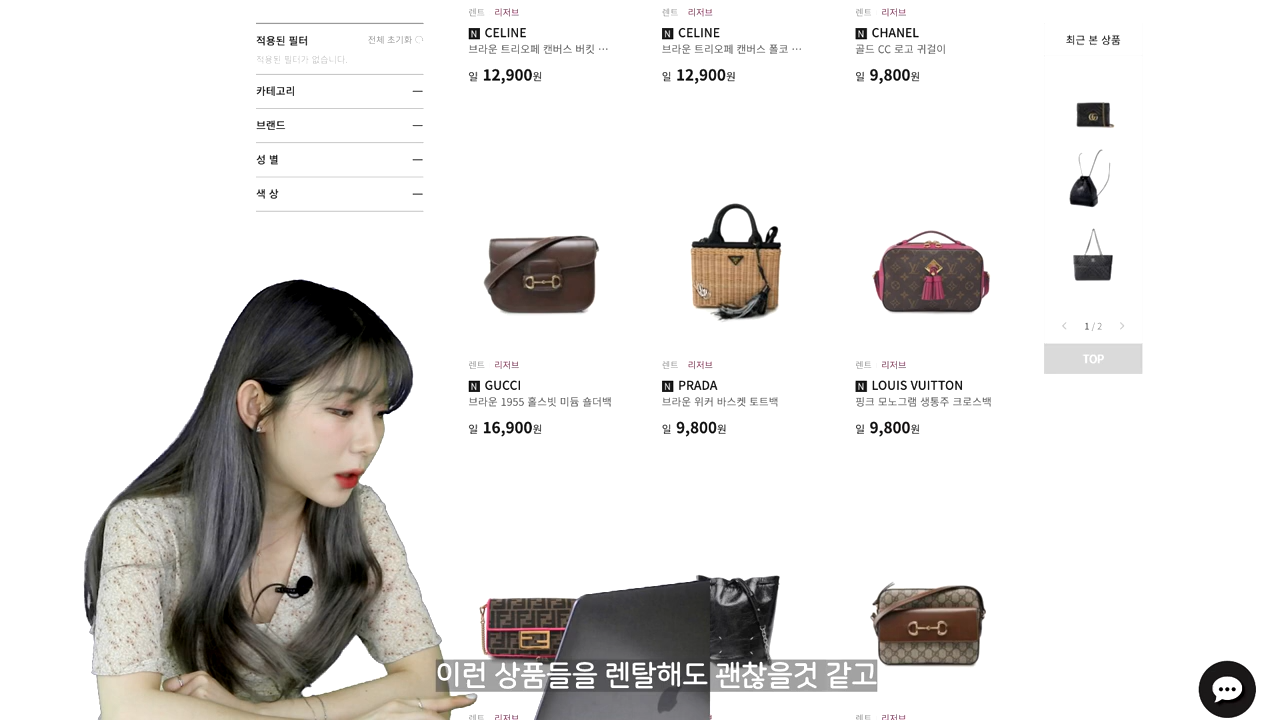 적용된 필터
전체 초기화
적용된 필터가 없습니다.
카테고리
브랜드
성 별
색 상
렌트 리저브
N CELINE
브라운 트리오페 캔버스 버킷 …
일 12,900원
렌트 리저브
N CELINE
브라운 트리오페 캔버스 폴코 …
일 12,900원
렌트 리저브
N CHANEL
골드 CC 로고 귀걸이
일 9,800원
렌트 리저브
N GUCCI
브라운 1955 홀스빗 미듐 숄더백
일 16,900원
렌트 리저브
N PRADA
브라운 위커 바스켓 토트백
일 9,800원
렌트 리저브
N LOUIS VUITTON
핑크 모노그램 생통주 크로스백
일 9,800원
최근 본 상품
1 / 2
TOP
이런 상품들을 렌탈해도 괜찮을것 같고
렌트 리저브